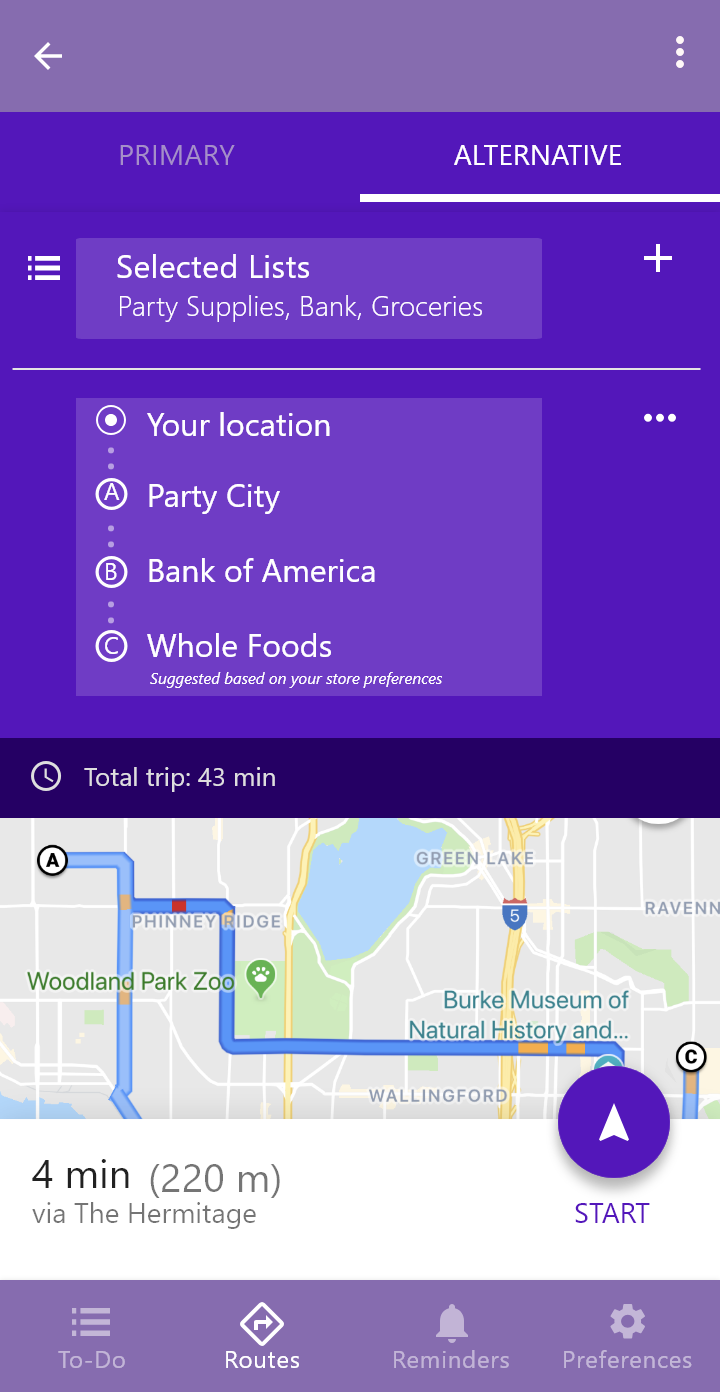 PRIMARY
ALTERNATIVE
Selected Lists
Party Supplies, Bank, Groceries
Your location
A
Party City
B
Bank of America
C
Whole Foods
Suggested based on your store preferences
Total trip: 43 min
A
GREEN LAKE
5
RAVENN
PHINNEY RIDGE
Woodland Park Zoo
Burke Museum of
Natural History and...
C
WALLINGFORD
4 min (220 m)
via The Hermitage
START
To-Do
Routes
Reminders
Preferences